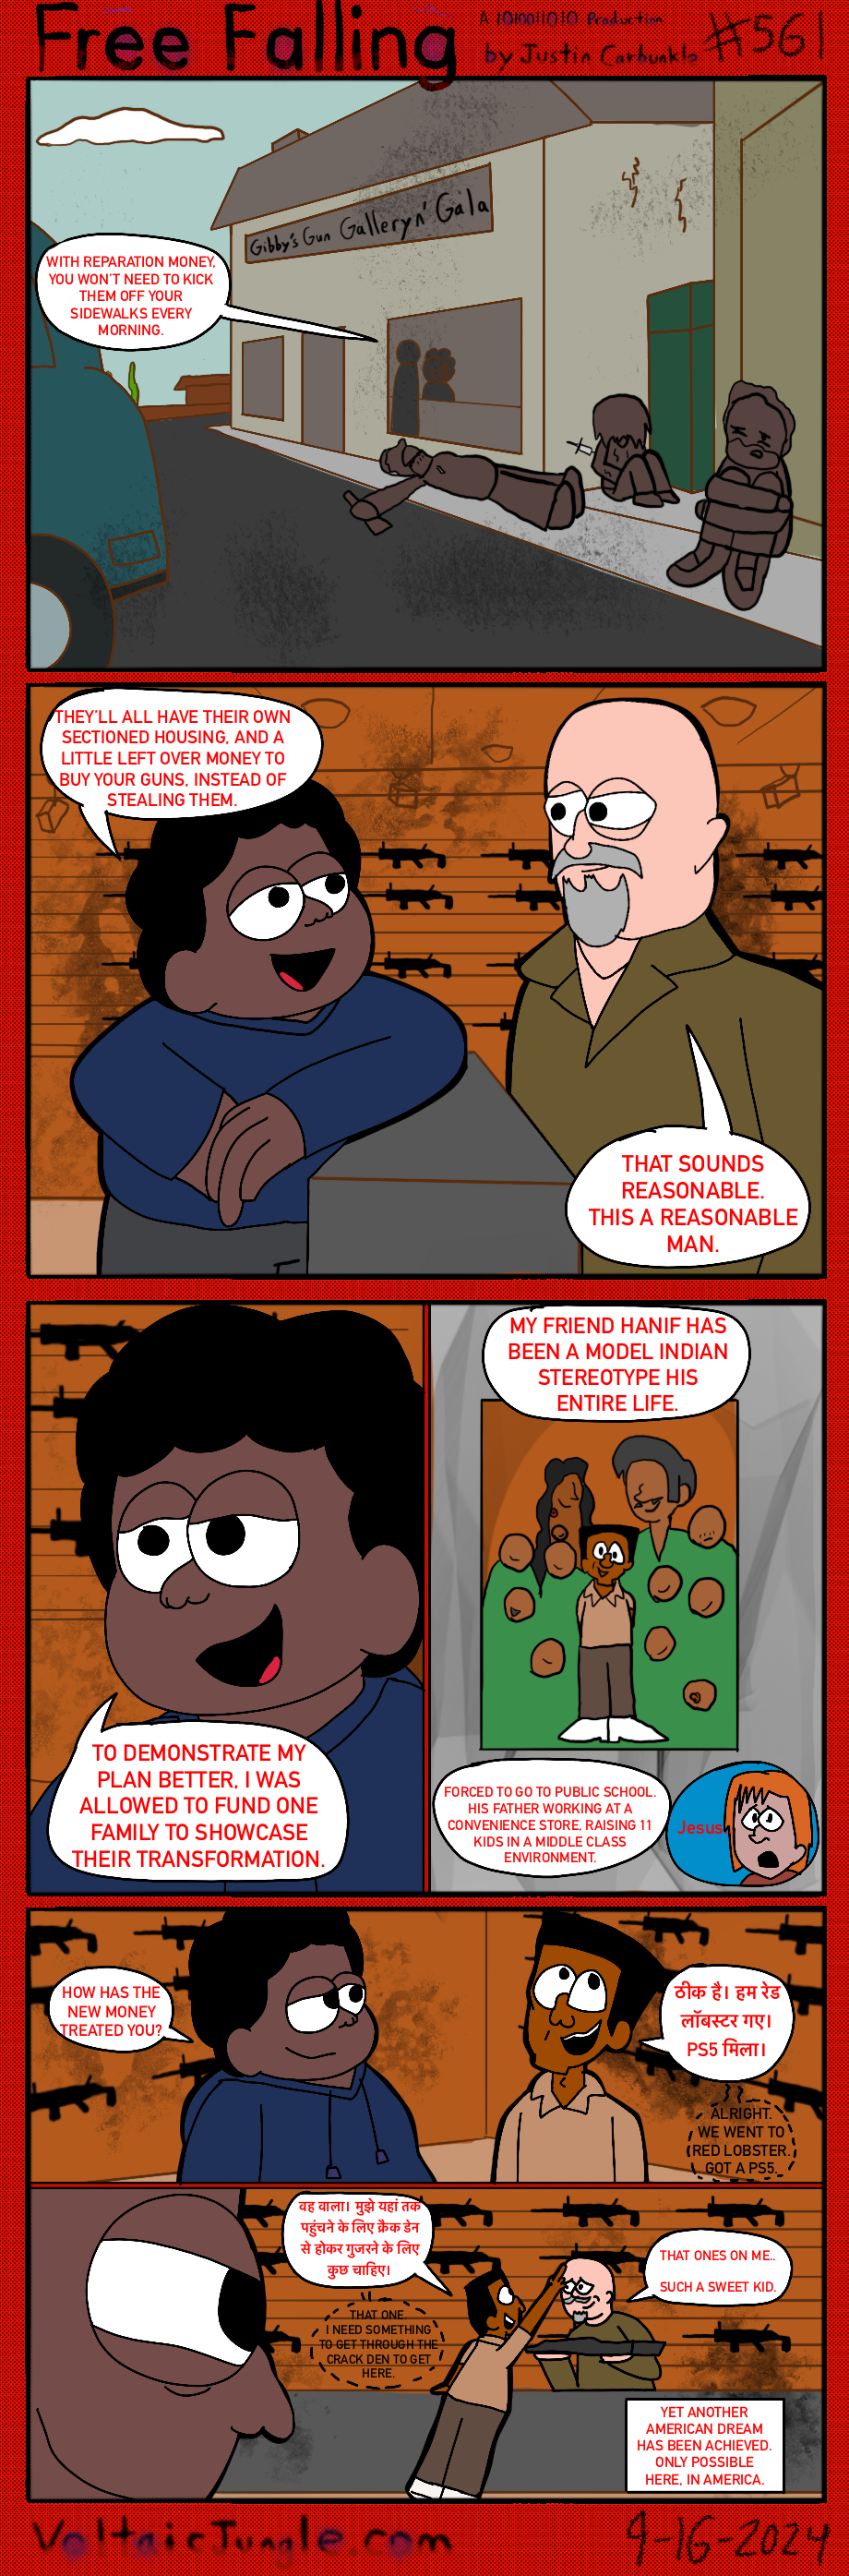 Free Falling
A 1010011010 Production
by Justin Carbunkle
#561
Gibby's Gun Gallery n' Gala
WITH REPARATION MONEY,
YOU WON'T NEED TO KICK
THEM OFF YOUR
SIDEWALKS EVERY
MORNING.
THEY'LL ALL HAVE THEIR OWN
SECTIONED HOUSING, AND A
LITTLE LEFT OVER MONEY TO
BUY YOUR GUNS, INSTEAD OF
STEALING THEM.
THAT SOUNDS
REASONABLE.
THIS A REASONABLE
MAN.
TO DEMONSTRATE MY
PLAN BETTER, I WAS
ALLOWED TO FUND ONE
FAMILY TO SHOWCASE
THEIR TRANSFORMATION.
MY FRIEND HANIF HAS
BEEN A MODEL INDIAN
STEREOTYPE HIS
ENTIRE LIFE.
FORCED TO GO TO PUBLIC SCHOOL.
HIS FATHER WORKING AT A
CONVENIENCE STORE, RAISING 11
KIDS IN A MIDDLE CLASS
ENVIRONMENT.
Jesus
HOW HAS THE
NEW MONEY
TREATED YOU?
ठीक है। हम रेड
लॉबस्टर गए।
PS5 मिला।
ALRIGHT.
WE WENT TO
RED LOBSTER.
GOT A PS5.
वह वाला। मुझे यहां तक
पहुंचने के लिए क्रैक डेन
से होकर गुजरने के लिए
कुछ चाहिए।
THAT ONE.
I NEED SOMETHING
TO GET THROUGH THE
CRACK DEN TO GET
HERE.
THAT ONES ON ME..
SUCH A SWEET KID.
YET ANOTHER
AMERICAN DREAM
HAS BEEN ACHIEVED.
ONLY POSSIBLE
HERE, IN AMERICA.
VoltaicJungle.com
9-16-2024